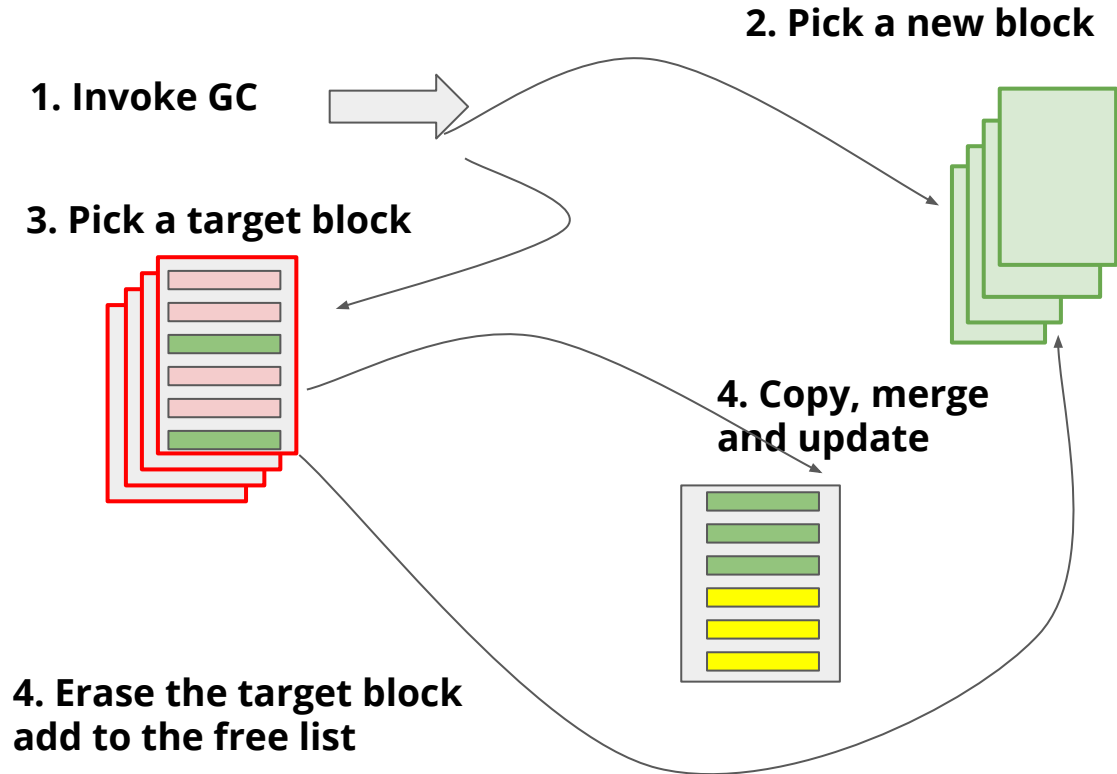 2. Pick a new block
1. Invoke GC
3. Pick a target block
4. Copy, merge
and update
4. Erase the target block
add to the free list